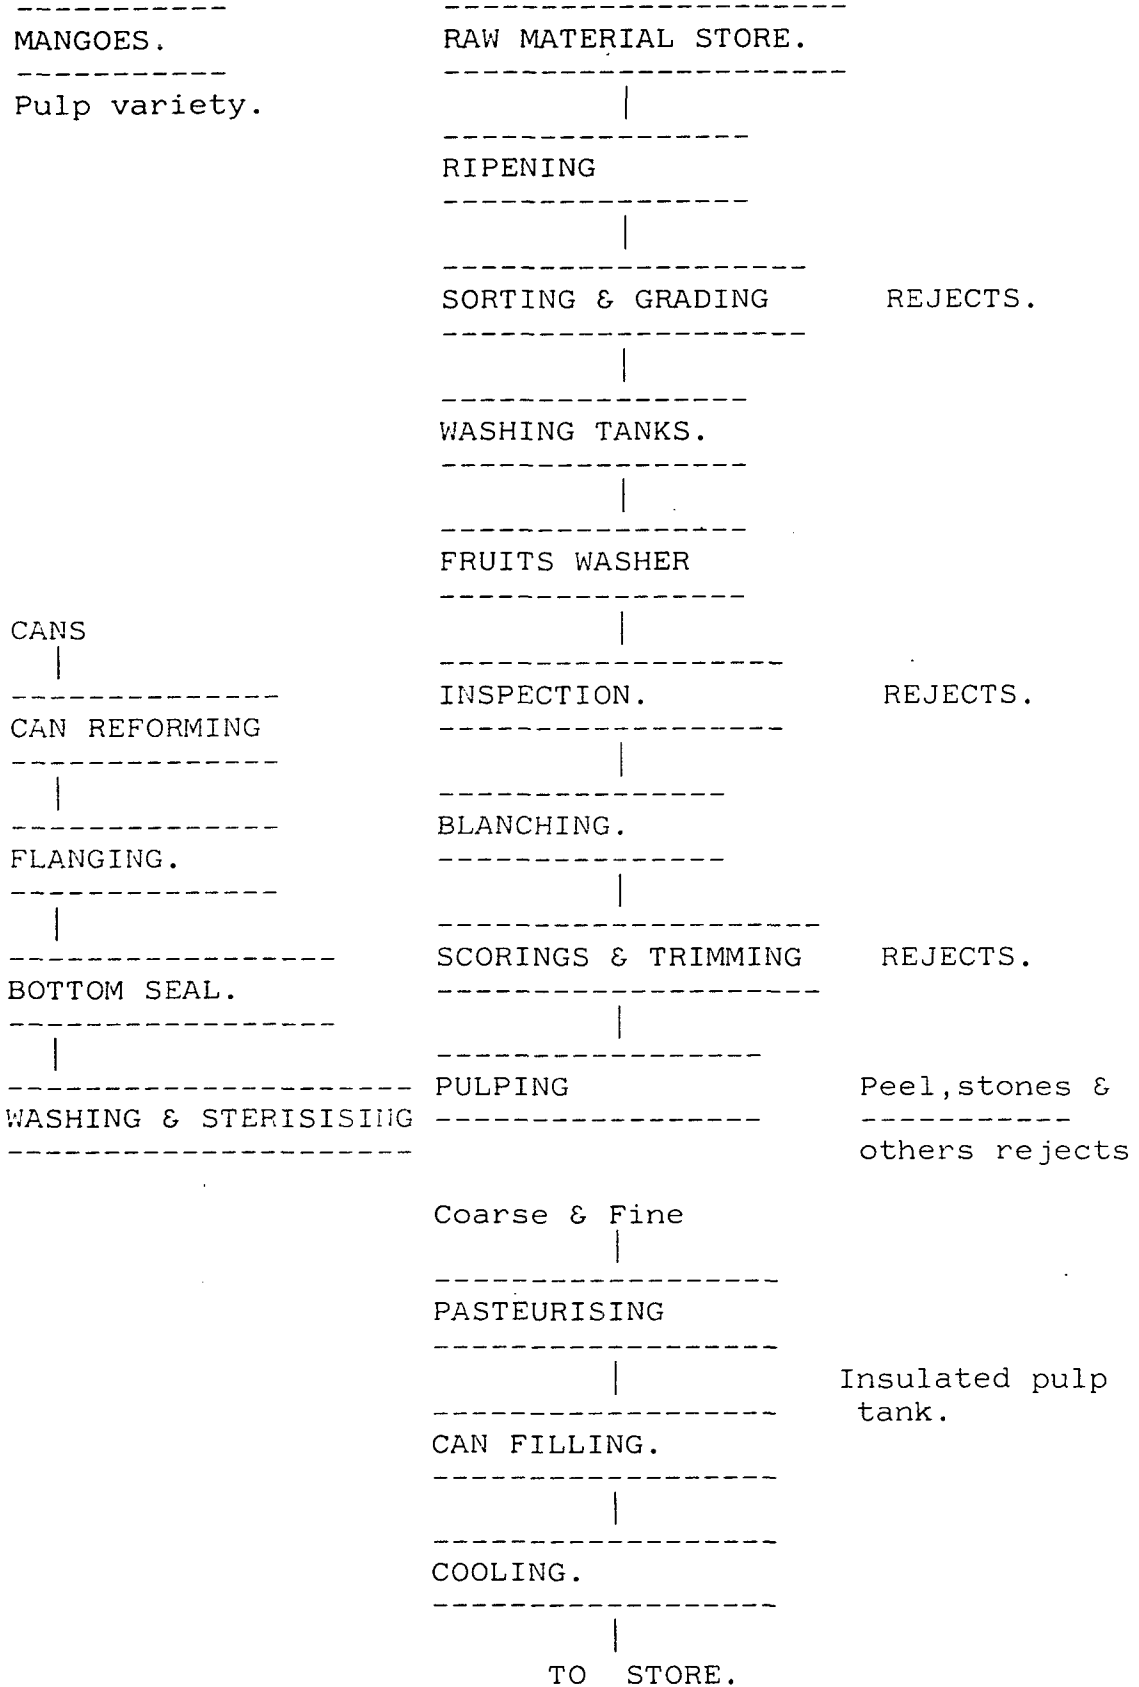 MANGOES.
Pulp variety.
RAW MATERIAL STORE.
RIPENING
SORTING & GRADING REJECTS.
WASHING TANKS.
FRUITS WASHER
INSPECTION. REJECTS.
BLANCHING.
SCORINGS & TRIMMING REJECTS.
CANS
CAN REFORMING
FLANGING.
BOTTOM SEAL.
WASHING & STERISISING
PULPING
Peel,stones &
others rejects
Coarse & Fine
PASTEURISING
Insulated pulp
tank.
CAN FILLING.
COOLING.
TO STORE.